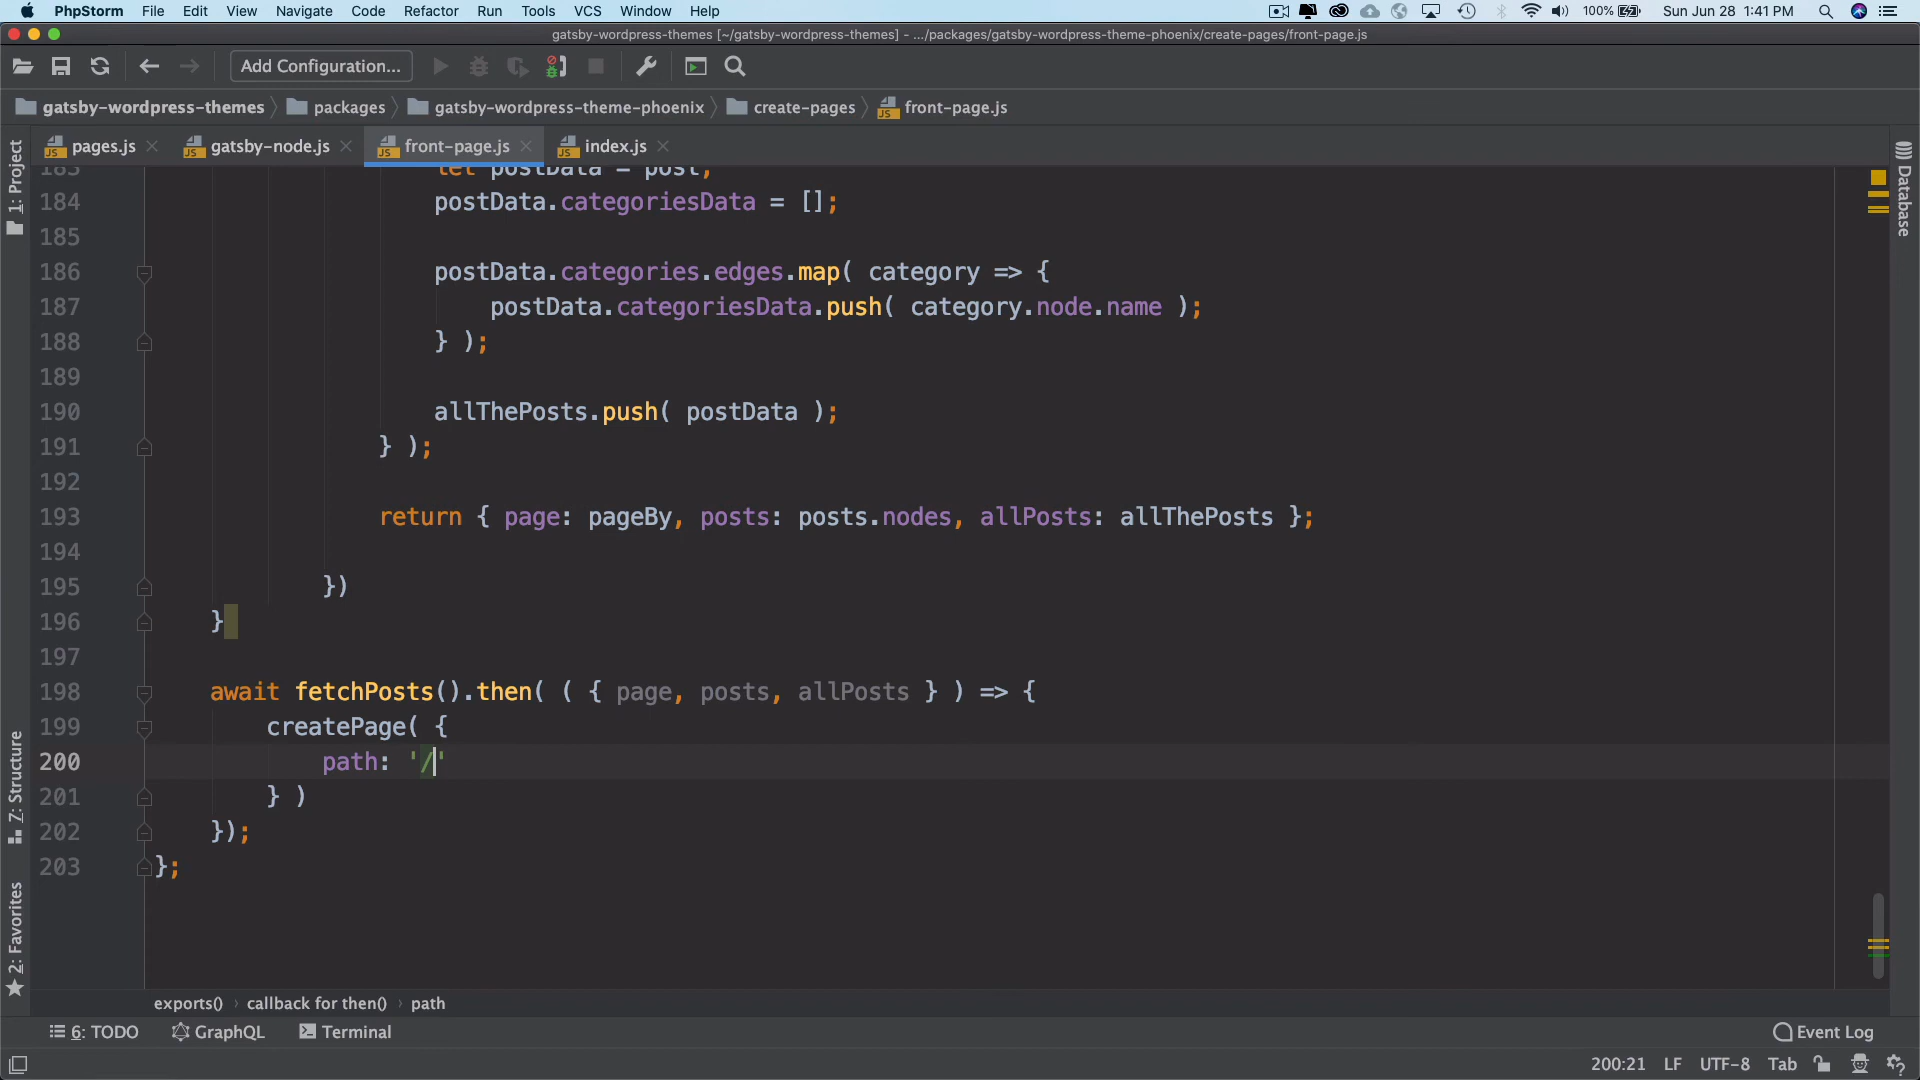 PhpStorm File Edit View Navigate Code Refactor Run Tools VCS Window Help 100% Sun Jun 28 1:41 PM
gatsby-wordpress-themes [~/gatsby-wordpress-themes] – .../packages/gatsby-wordpress-theme-phoenix/create-pages/front-page.js
Add Configuration...
gatsby-wordpress-themes packages gatsby-wordpress-theme-phoenix create-pages front-page.js
pages.js gatsby-node.js front-page.js index.js
1: Project
Database
183 let postData = post;
184 postData.categoriesData = [];
185
186 postData.categories.edges.map( category => {
187 postData.categoriesData.push( category.node.name );
188 } );
189
190 allThePosts.push( postData );
191 } );
192
193 return { page: pageBy, posts: posts.nodes, allPosts: allThePosts };
194
195 })
196 }
197
198 await fetchPosts().then( ( { page, posts, allPosts } ) => {
199 createPage( {
200 path: '/'
201 } )
202 });
203 };
Z: Structure
2: Favorites
exports() › callback for then() › path
6: TODO GraphQL Terminal Event Log
200:21 LF UTF-8 Tab